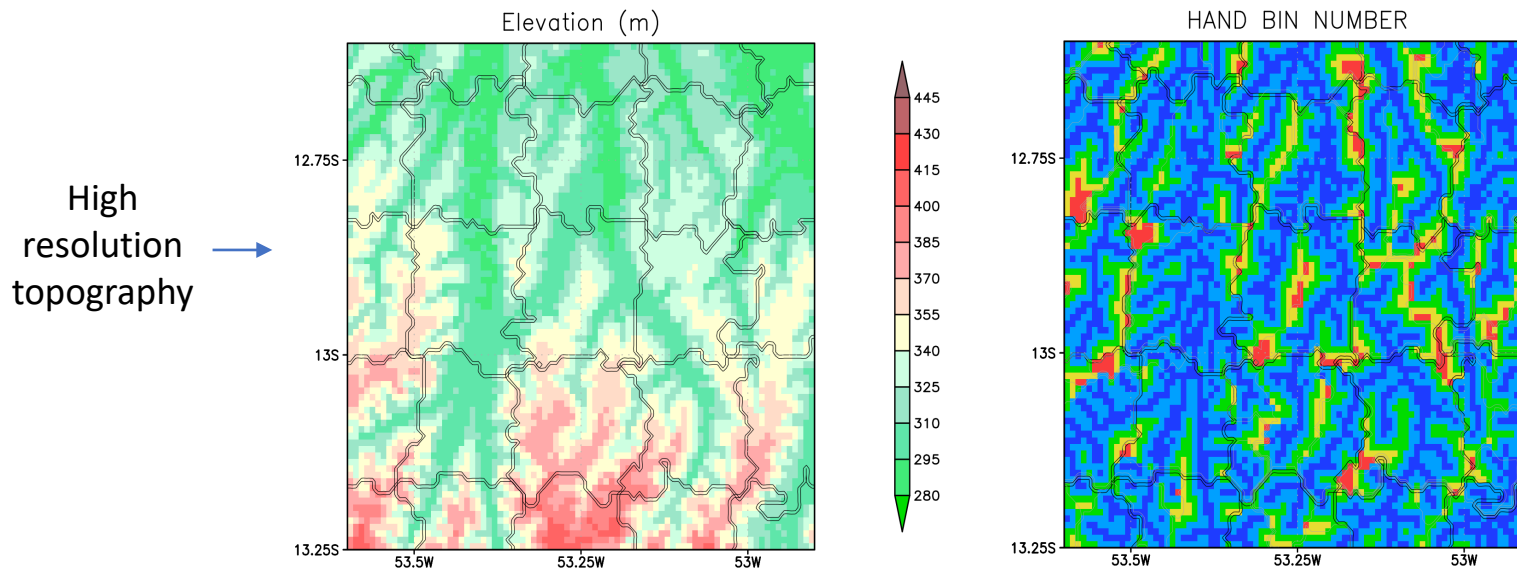 High
resolution
topography
Elevation (m)
12.75S
13S
13.25S
53.5W
53.25W
53W
445
430
415
400
385
370
355
340
325
310
295
280
HAND BIN NUMBER
12.75S
13S
13.25S
53.5W
53.25W
53W